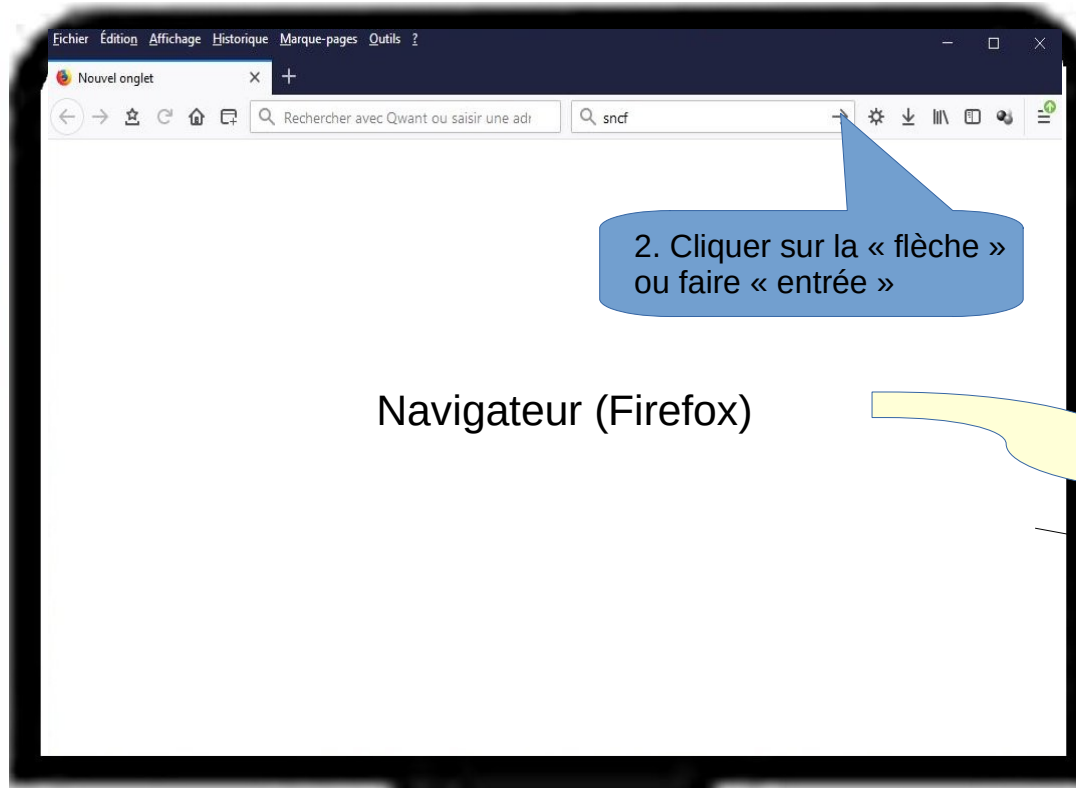 Fichier Édition Affichage Historique Marque-pages Outils ?
Nouvel onglet
Rechercher avec Qwant ou saisir une adr
sncf
2. Cliquer sur la « flèche »
ou faire « entrée »
Navigateur (Firefox)